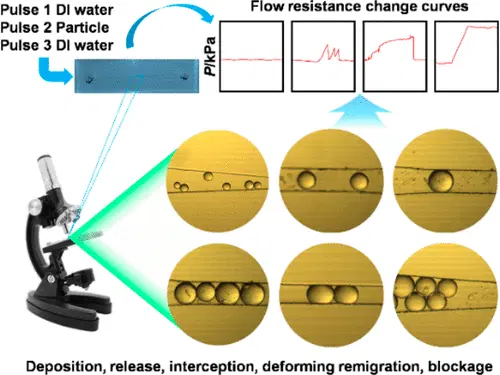 Pulse 1 DI water
Pulse 2 Particle
Pulse 3 DI water
Flow resistance change curves
P/kPa
Deposition, release, interception, deforming remigration, blockage